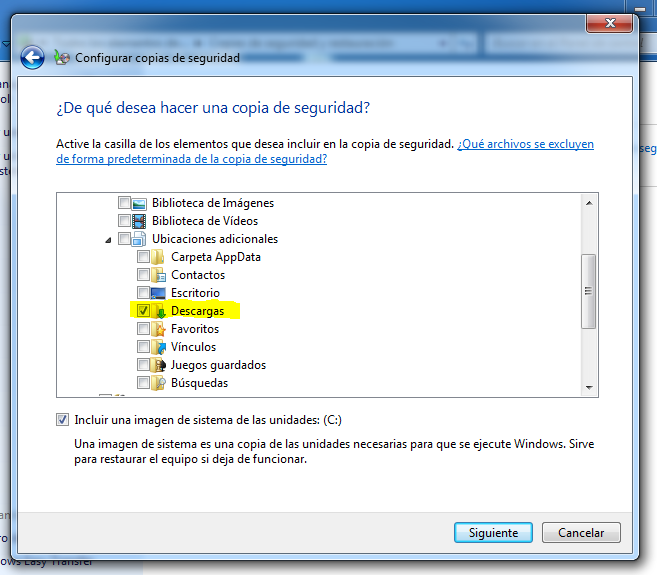 Configurar copias de seguridad
¿De qué desea hacer una copia de seguridad?
Active la casilla de los elementos que desea incluir en la copia de seguridad. ¿Qué archivos se excluyen
de forma predeterminada de la copia de seguridad?
Biblioteca de Imágenes
Biblioteca de Vídeos
Ubicaciones adicionales
Carpeta AppData
Contactos
Escritorio
Descargas
Favoritos
Vínculos
Juegos guardados
Búsquedas
Incluir una imagen de sistema de las unidades: (C:)
Una imagen de sistema es una copia de las unidades necesarias para que se ejecute Windows. Sirve
para restaurar el equipo si deja de funcionar.
Siguiente
Cancelar
ows Easy Transfer